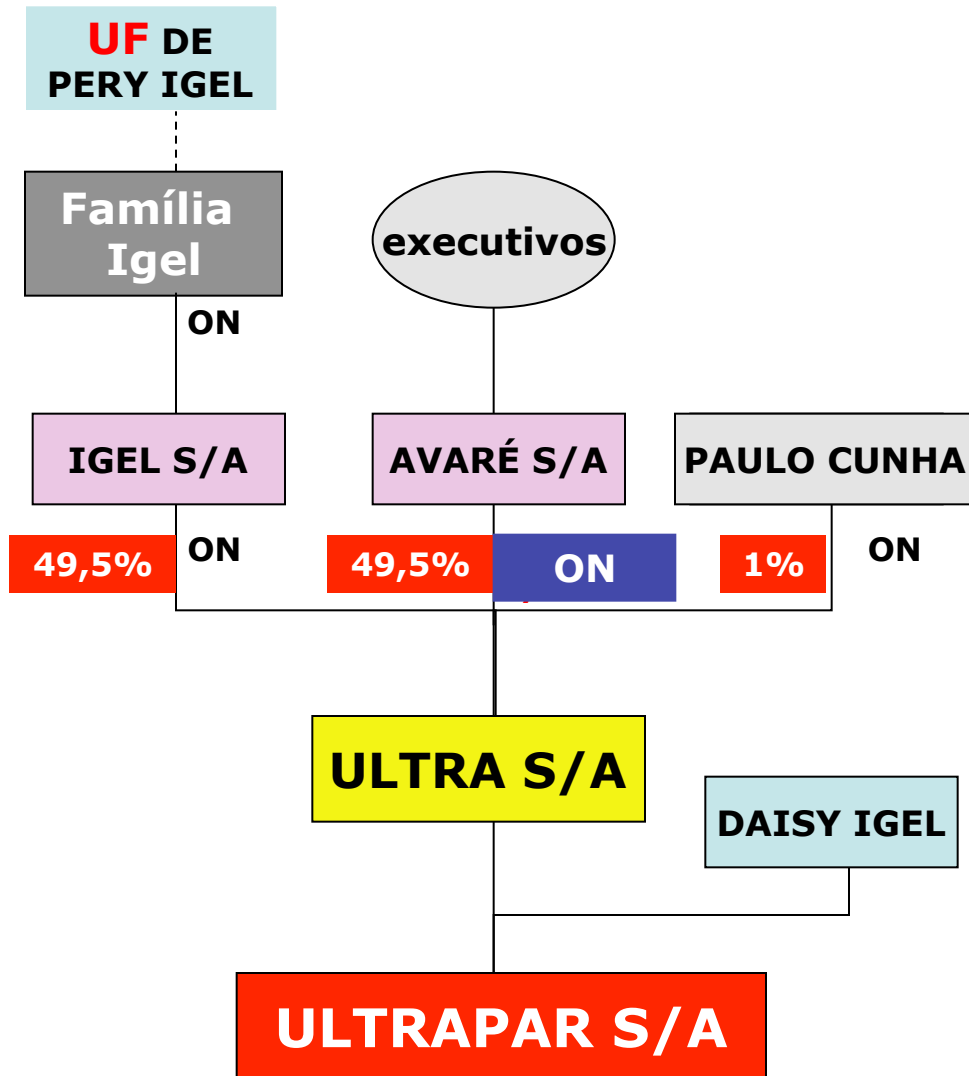 UF DE
PERY IGEL
Família
Igel
executivos
ON
IGEL S/A
AVARÉ S/A
PAULO CUNHA
49,5%
ON
49,5%
ON
1%
ON
ULTRA S/A
DAISY IGEL
ULTRAPAR S/A